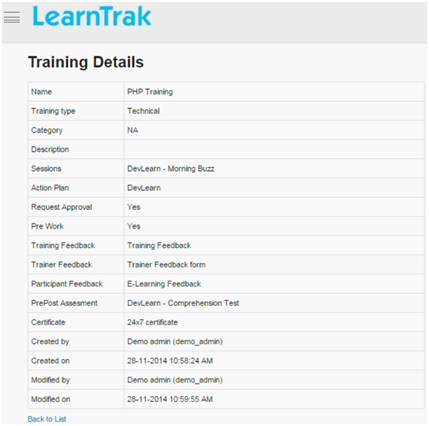 LearnTrak
Training Details
Name PHP Training
Training type Technical
Category NA
Description
Sessions DevLearn - Morning Buzz
Action Plan DevLearn
Request Approval Yes
Pre Work Yes
Training Feedback Training Feedback
Trainer Feedback Trainer Feedback form
Participant Feedback E-Learning Feedback
PrePost Assesment DevLearn - Comprehension Test
Certificate 24x7 certificate
Created by Demo admin (demo_admin)
Created on 28-11-2014 10:58:24 AM
Modified by Demo admin (demo_admin)
Modified on 28-11-2014 10:59:55 AM
Back to List